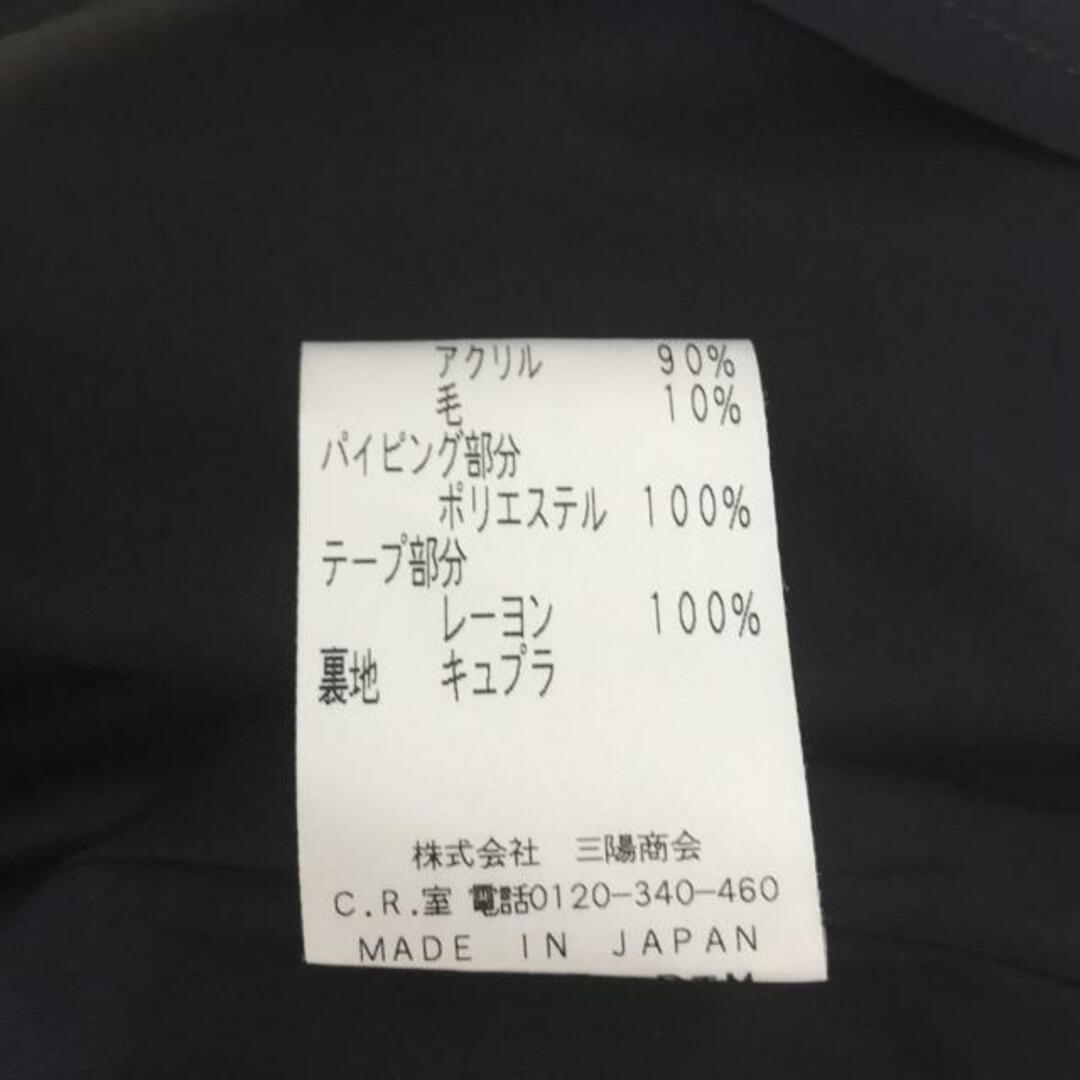 アクリル 90%
毛 10%
パイピング部分
ポリエステル 100%
テープ部分
レーヨン 100%
裏地 キュプラ
株式会社 三陽商会
C.R.室 電話0120-340-460
MADE IN JAPAN